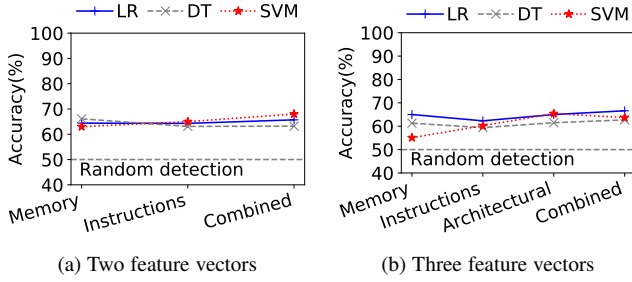 LR DT SVM
Accuracy(%)
100
90
80
70
60
50
40
Random detection
Memory
Instructions
Combined
(a) Two feature vectors
LR DT SVM
Accuracy(%)
100
90
80
70
60
50
40
Random detection
Memory
Instructions
Architectural
Combined
(b) Three feature vectors